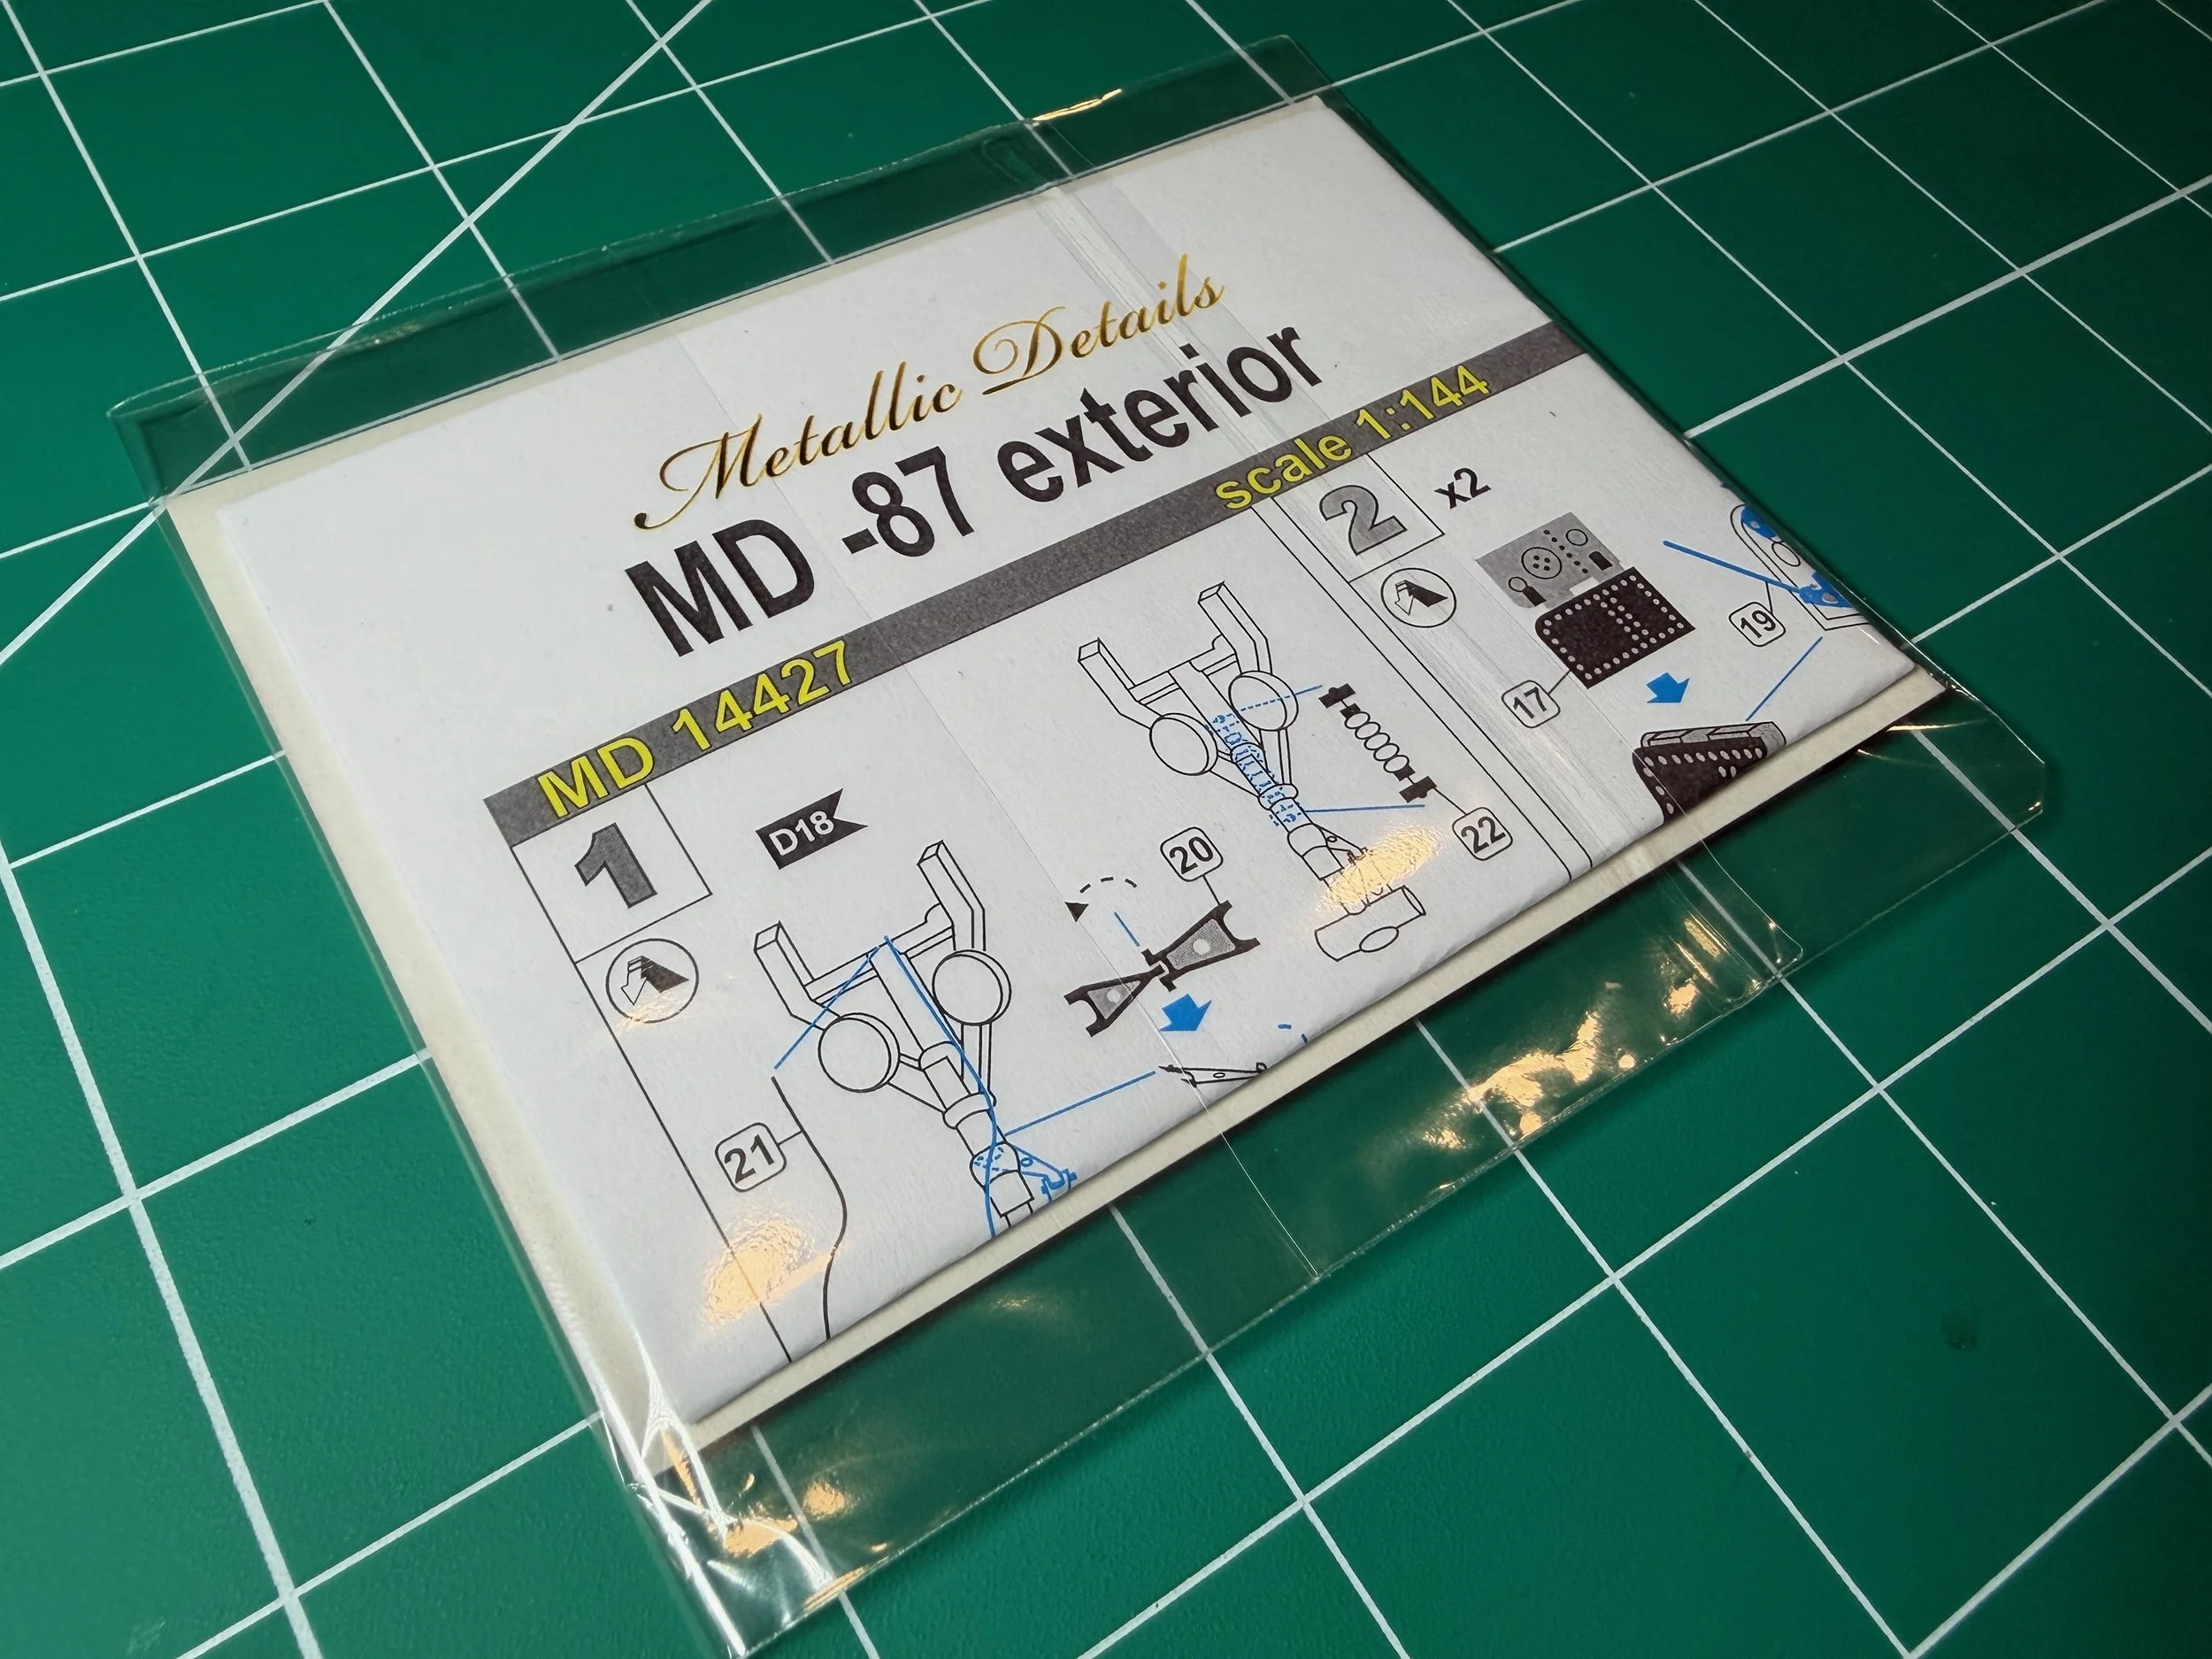 Metallic Details
MD -87 exterior
MD 14427 scale 1:144
1
D18
21
20
22
2
x2
17
19